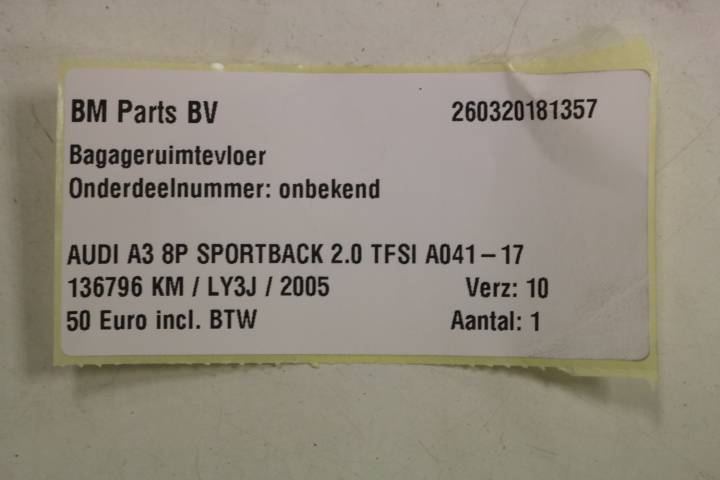 BM Parts BV 260320181357
Bagageruimtevloer
Onderdeelnummer: onbekend
AUDI A3 8P SPORTBACK 2.0 TFSI A041-17
136796 KM / LY3J / 2005 Verz: 10
50 Euro incl. BTW Aantal: 1